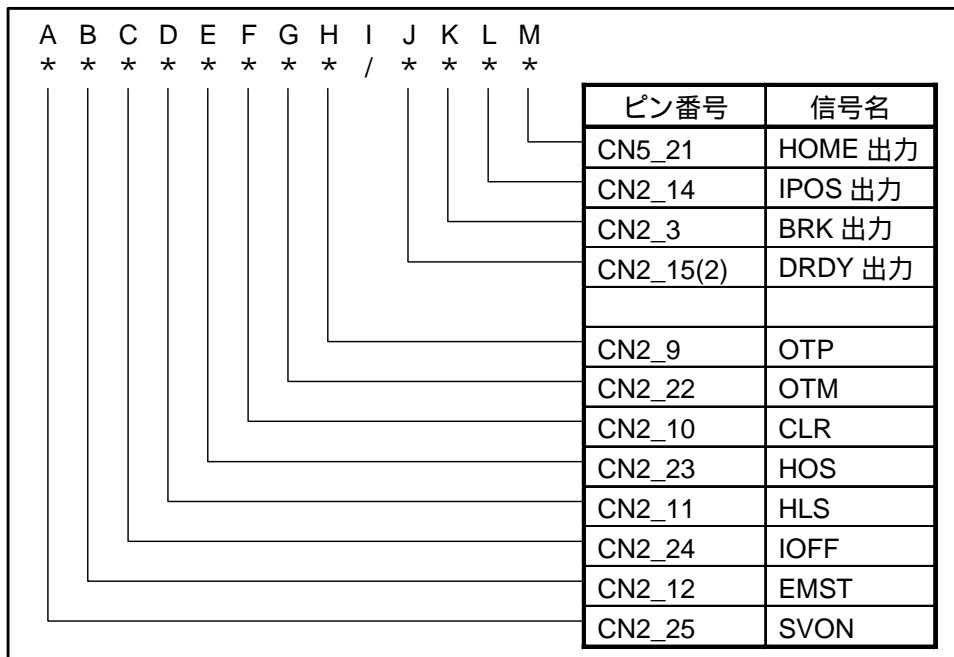 A B C D E F G H I J K L M
* * * * * * * * / * * * *
ピン番号 信号名
CN5_21 HOME 出力
CN2_14 IPOS 出力
CN2_3 BRK 出力
CN2_15(2) DRDY 出力
CN2_9 OTP
CN2_22 OTM
CN2_10 CLR
CN2_23 HOS
CN2_11 HLS
CN2_24 IOFF
CN2_12 EMST
CN2_25 SVON